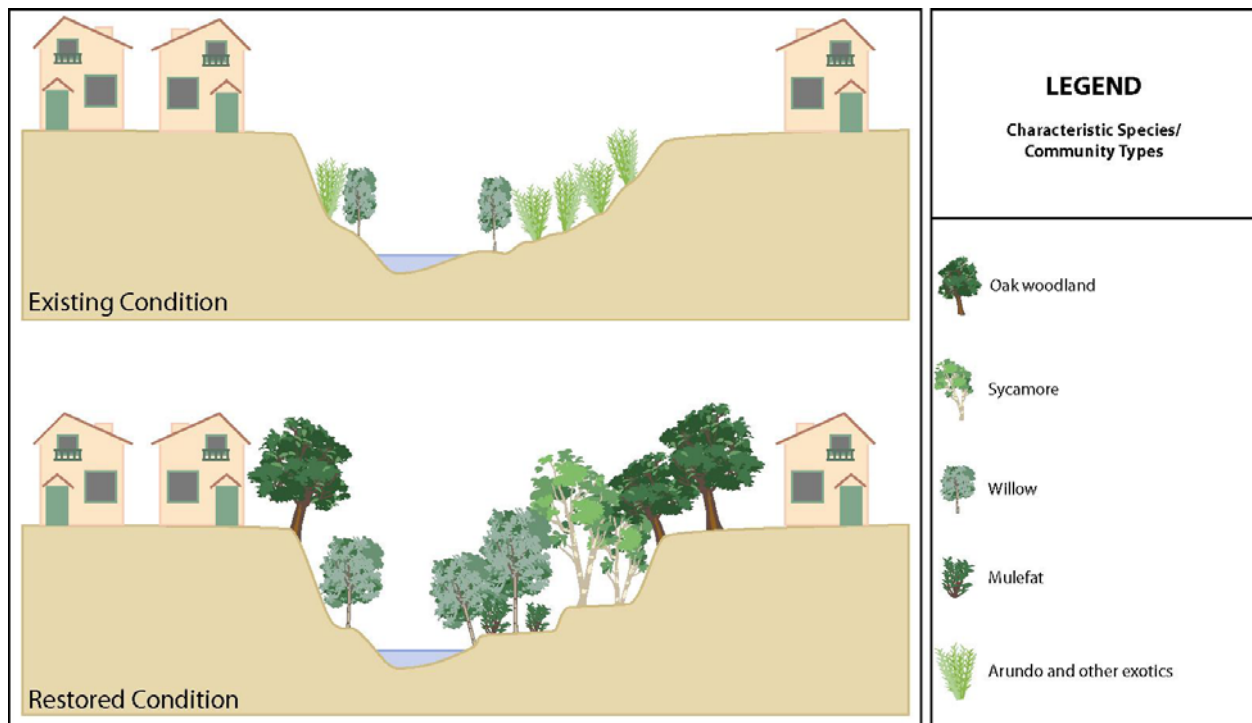 Existing Condition
Restored Condition
LEGEND
Characteristic Species/
Community Types
Oak woodland
Sycamore
Willow
Mulefat
Arundo and other exotics